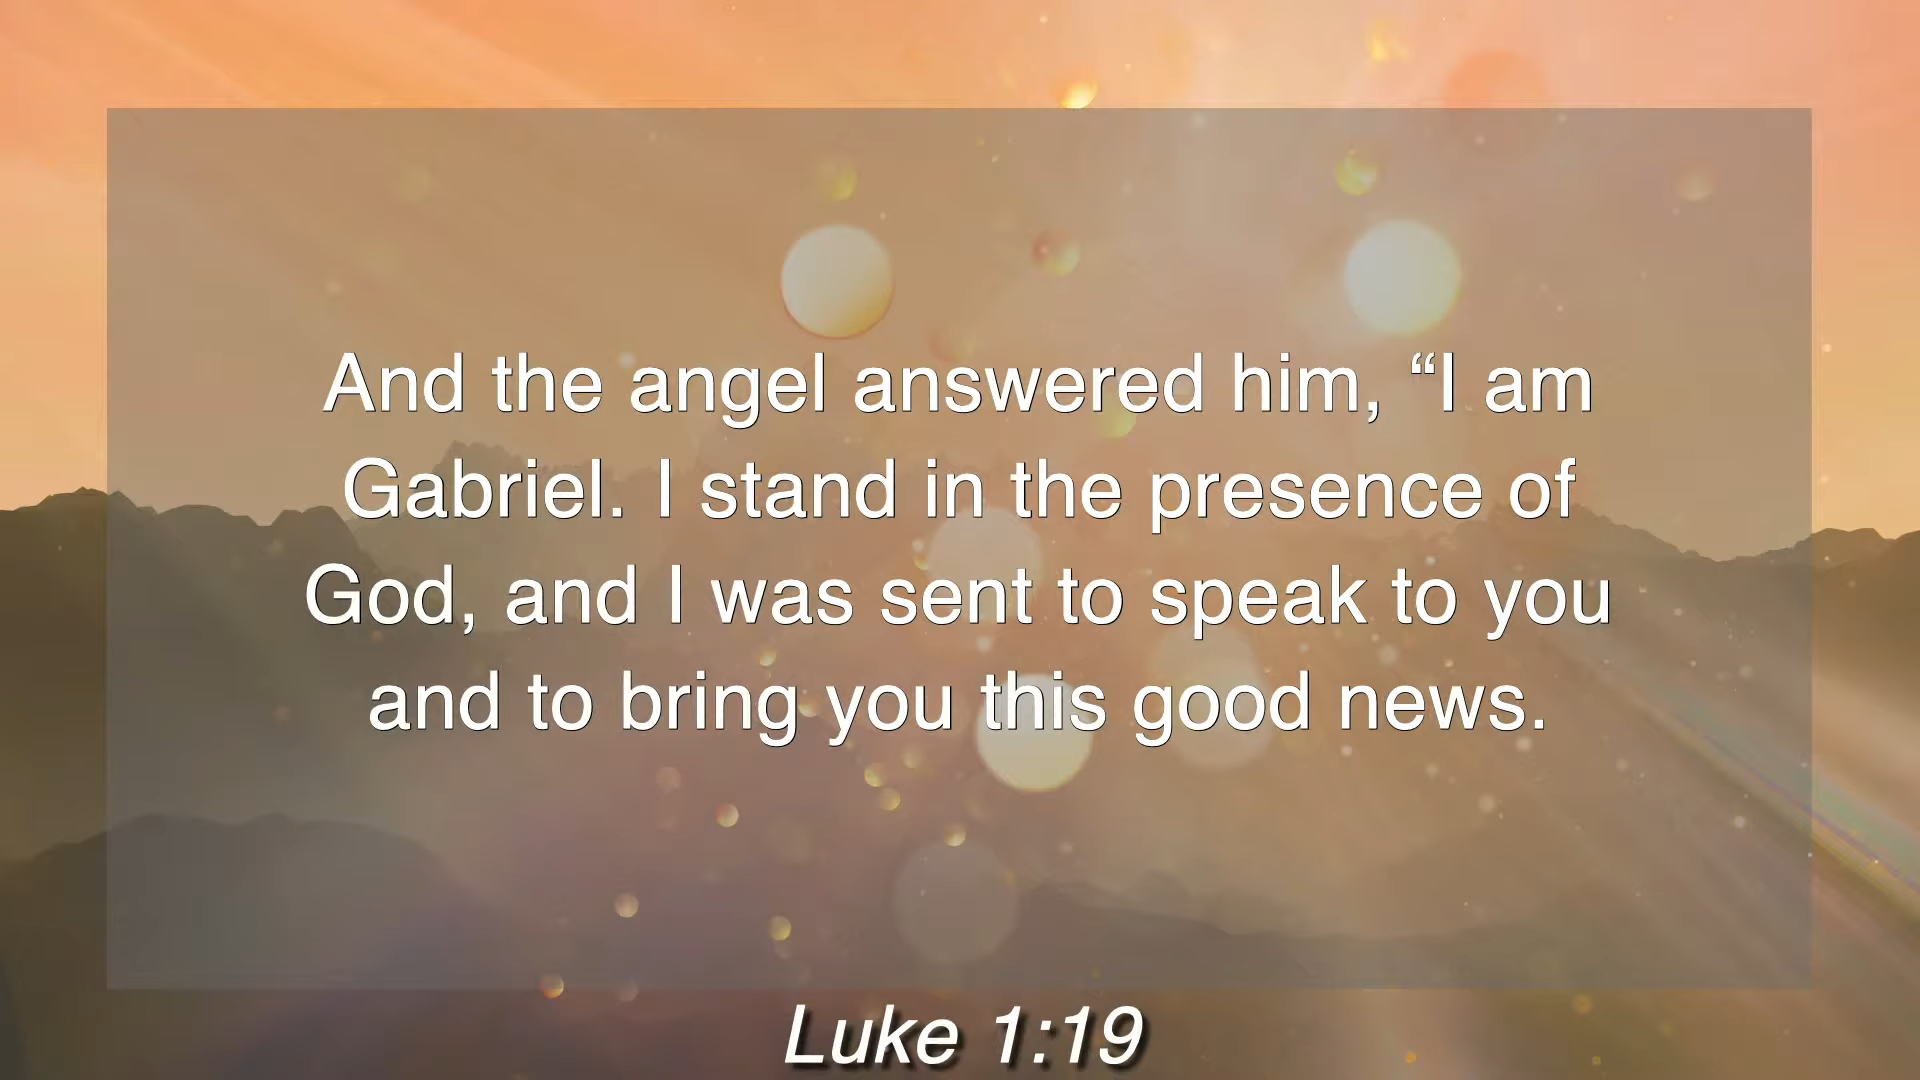 And the angel answered him, “I am
Gabriel. I stand in the presence of
God, and I was sent to speak to you
and to bring you this good news.
Luke 1:19